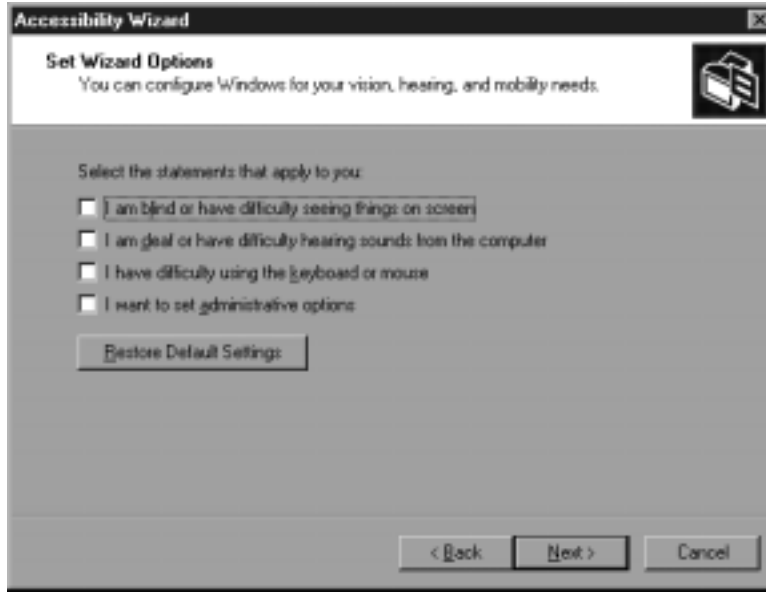 Accessibility Wizard
Set Wizard Options
You can configure Windows for your vision, hearing, and mobility needs.
Select the statements that apply to you:
I am blind or have difficulty seeing things on screen
I am deaf or have difficulty hearing sounds from the computer
I have difficulty using the keyboard or mouse
I want to set administrative options
Restore Default Settings
< Back
Next >
Cancel